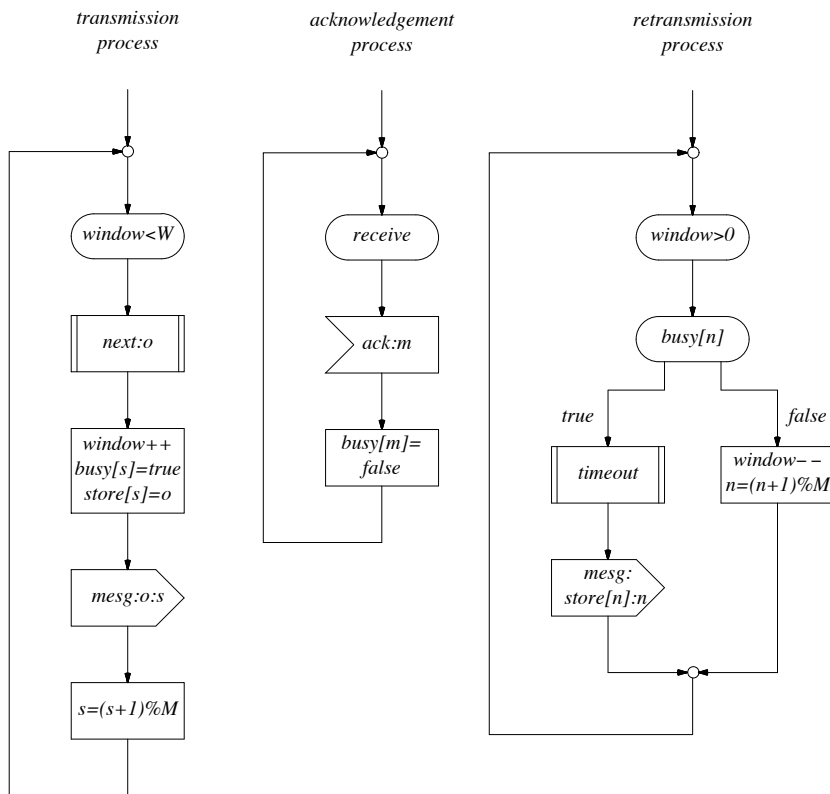 transmission
process
window<W
next:o
window++
busy[s]=true
store[s]=o
mesg:o:s
s=(s+1)%M
acknowledgement
process
receive
ack:m
busy[m]=
false
retransmission
process
window>0
busy[n]
true
false
timeout
window--
n=(n+1)%M
mesg:
store[n]:n